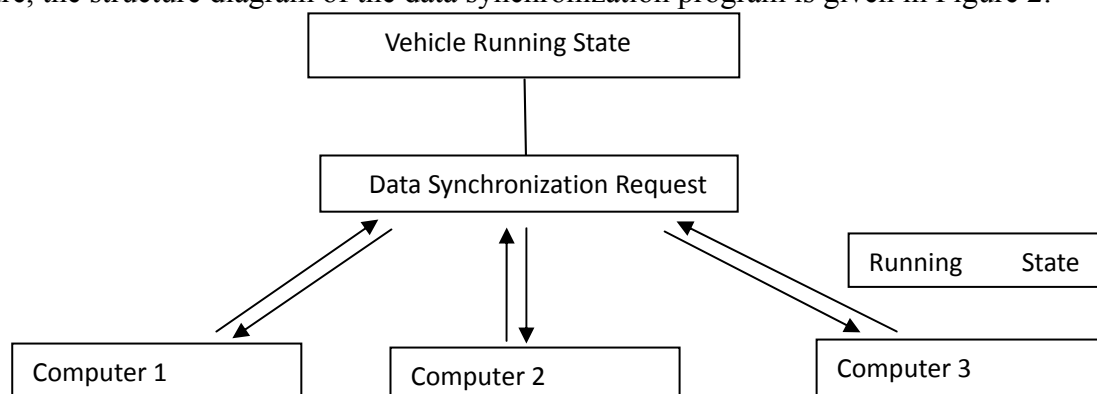 the structure diagram of the data synchronization program is given in Figure 2.
Vehicle Running State
Data Synchronization Request
Running State
Computer 1
Computer 2
Computer 3